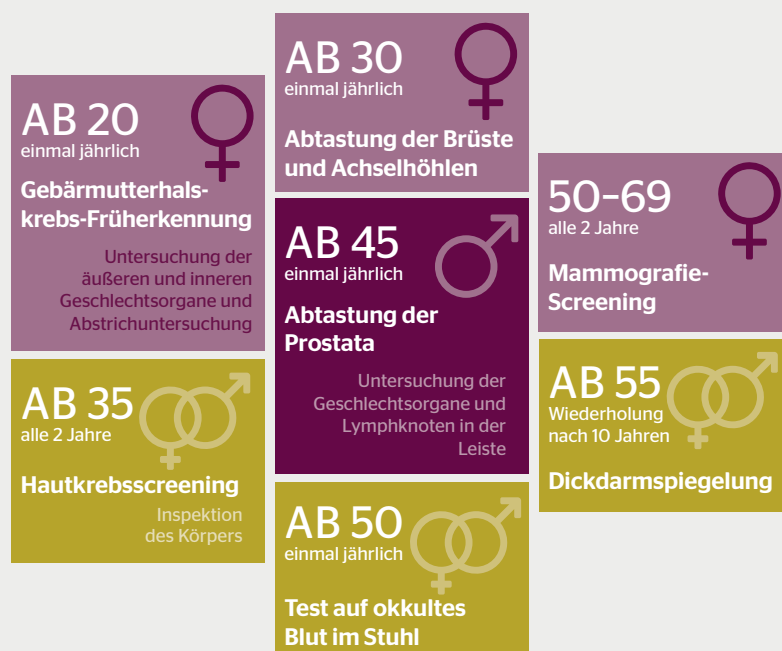 AB 20
einmal jährlich
Gebärmutterhals-
krebs-Früherkennung
Untersuchung der
äußeren und inneren
Geschlechtsorgane und
Abstrichuntersuchung
AB 35
alle 2 Jahre
Hautkrebsscreening
Inspektion
des Körpers
AB 30
einmal jährlich
Abtastung der Brüste
und Achselhöhlen
AB 45
einmal jährlich
Abtastung der
Prostata
Untersuchung der
Geschlechtsorgane und
Lymphknoten in der
Leiste
AB 50
einmal jährlich
Test auf okkultes
Blut im Stuhl
50–69
alle 2 Jahre
Mammografie-
Screening
AB 55
Wiederholung
nach 10 Jahren
Dickdarmspiegelung